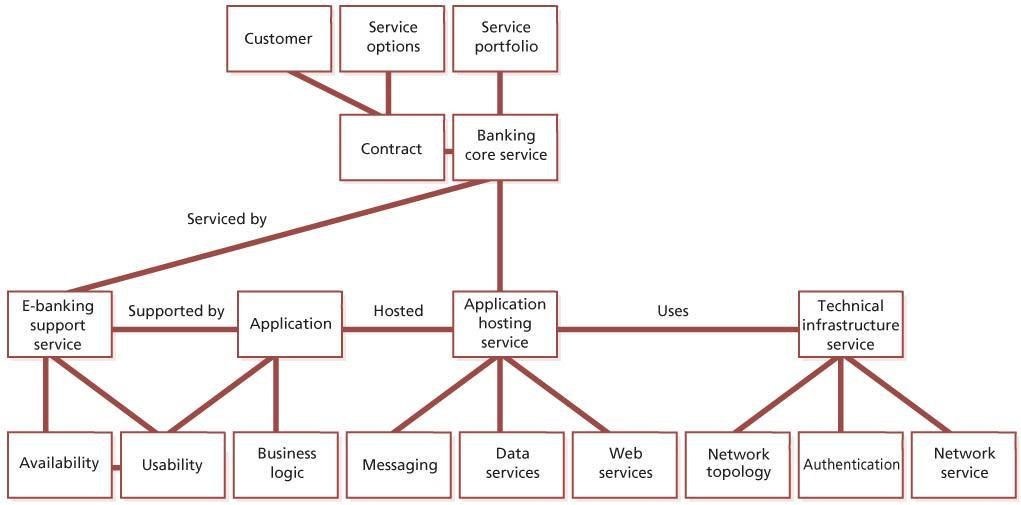 Customer
Service
options
Service
portfolio
Contract
Banking
core service
Serviced by
E-banking
support
service
Supported by
Application
Hosted
Application
hosting
service
Uses
Technical
infrastructure
service
Availability
Usability
Business
logic
Messaging
Data
services
Web
services
Network
topology
Authentication
Network
service